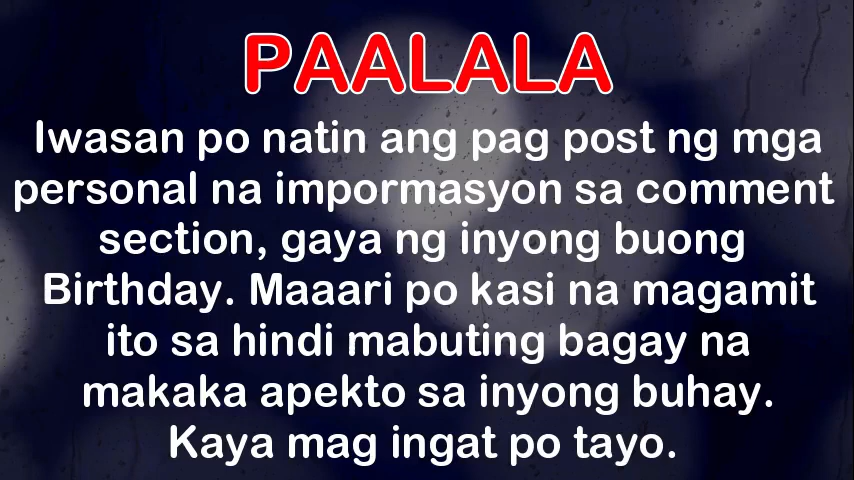 PAALALA
Iwasan po natin ang pag post ng mga
personal na impormasyon sa comment
section, gaya ng inyong buong
Birthday. Maaari po kasi na magamit
ito sa hindi mabuting bagay na
makaka apekto sa inyong buhay.
Kaya mag ingat po tayo.